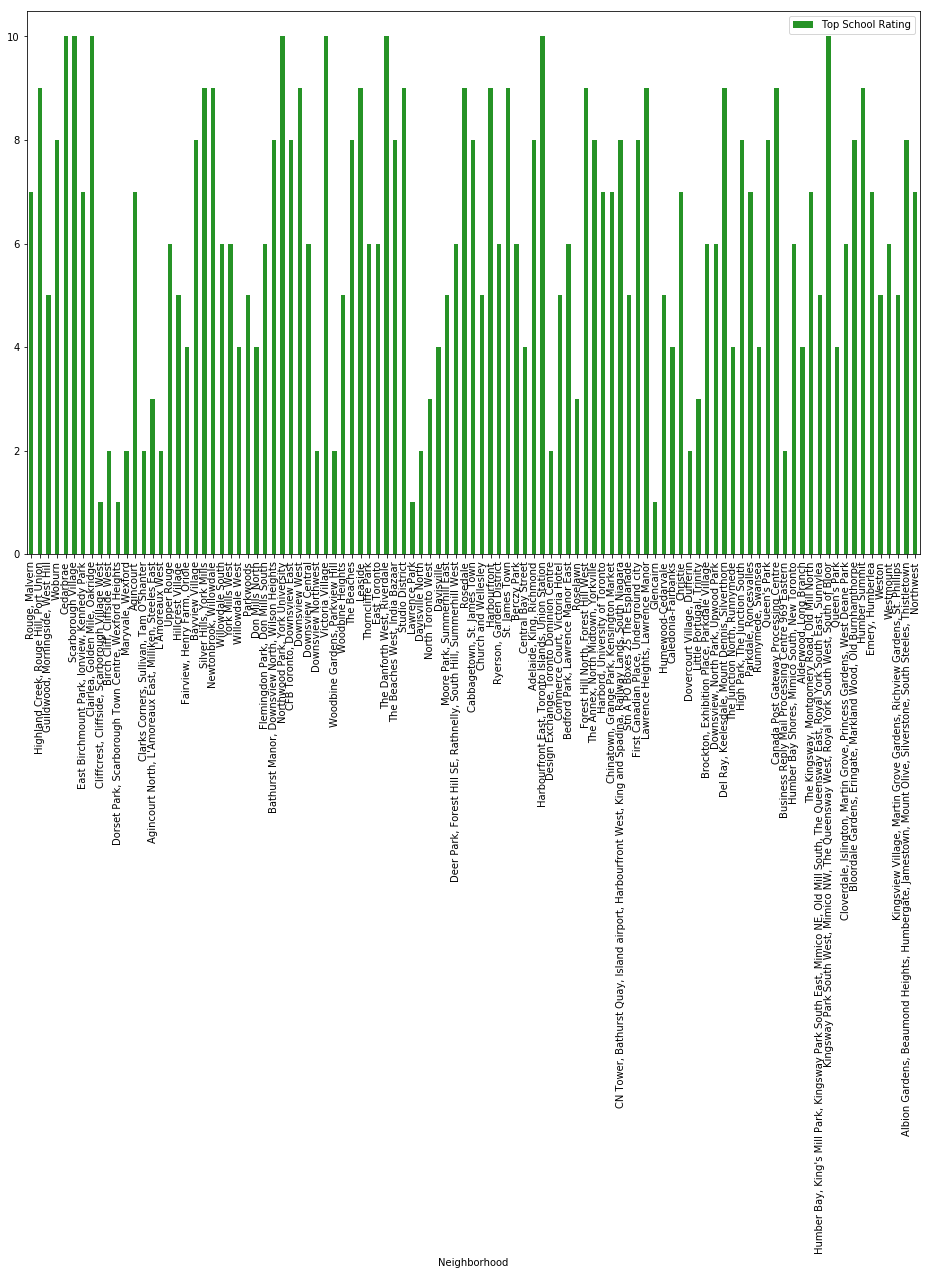 Top School Rating
10
8
6
4
2
0
Rouge, Malvern
Highland Creek, Rouge Hill, Port Union
Guildwood, Morningside, West Hill
Woburn
Cedarbrae
Scarborough Village
East Birchmount Park, Ionview, Kennedy Park
Clairlea, Golden Mile, Oakridge
Cliffcrest, Cliffside, Scarborough Village West
Birch Cliff, Cliffside West
Dorset Park, Scarborough Town Centre, Wexford Heights
Maryvale, Wexford
Agincourt
Clarks Corners, Sullivan, Tam O'Shanter
Agincourt North, L'Amoreaux East, Milliken, Steeles East
L'Amoreaux West
Upper Rouge
Hillcrest Village
Fairview, Henry Farm, Oriole
Bayview Village
Silver Hills, York Mills
Newtonbrook, Willowdale
Willowdale South
York Mills West
Willowdale West
Parkwoods
Don Mills North
Flemingdon Park, Don Mills South
Bathurst Manor, Downsview North, Wilson Heights
Northwood Park, York University
CFB Toronto, Downsview East
Downsview West
Downsview Central
Downsview Northwest
Victoria Village
Woodbine Gardens, Parkview Hill
Woodbine Heights
The Beaches
Leaside
Thorncliffe Park
East Toronto
The Danforth West, Riverdale
The Beaches West, India Bazaar
Studio District
Lawrence Park
Davisville North
North Toronto West
Davisville
Moore Park, Summerhill East
Deer Park, Forest Hill SE, Rathnelly, South Hill, Summerhill West
Rosedale
Cabbagetown, St. James Town
Church and Wellesley
Harbourfront
Ryerson, Garden District
St. James Town
Berczy Park
Central Bay Street
Adelaide, King, Richmond
Harbourfront East, Toronto Islands, Union Station
Design Exchange, Toronto Dominion Centre
Commerce Court, Victoria Hotel
Bedford Park, Lawrence Manor East
Roselawn
Forest Hill North, Forest Hill West
The Annex, North Midtown, Yorkville
Harbord, University of Toronto
Chinatown, Grange Park, Kensington Market
CN Tower, Bathurst Quay, Island airport, Harbourfront West, King and Spadina, Railway Lands, South Niagara
Stn A PO Boxes 25 The Esplanade
First Canadian Place, Underground city
Lawrence Heights, Lawrence Manor
Glencairn
Humewood-Cedarvale
Caledonia-Fairbanks
Christie
Dovercourt Village, Dufferin
Little Portugal, Trinity
Brockton, Exhibition Place, Parkdale Village
Downsview, North Park, Upwood Park
Del Ray, Keelesdale, Mount Dennis, Silverthorn
The Junction North, Runnymede
High Park, The Junction South
Parkdale, Roncesvalles
Runnymede, Swansea
Queen's Park
Canada Post Gateway Processing Centre
Business Reply Mail Processing Centre 969 Eastern
Humber Bay Shores, Mimico South, New Toronto
Alderwood, Long Branch
The Kingsway, Montgomery Road, Old Mill North
Humber Bay, King's Mill Park, Kingsway Park South East, Mimico NE, Old Mill South, The Queensway East, Royal York South East, Sunnylea
Kingsway Park South West, Mimico NW, The Queensway West, Royal York South West, South of Bloor
Queen's Park
Cloverdale, Islington, Martin Grove, Princess Gardens, West Deane Park
Bloordale Gardens, Eringate, Markland Wood, Old Burnhamthorpe
Humber Summit
Emery, Humberlea
Weston
Westmount
Kingsview Village, Martin Grove Gardens, Richview Gardens, St. Phillips
Albion Gardens, Beaumond Heights, Humbergate, Jamestown, Mount Olive, Silverstone, South Steeles, Thistletown
Northwest
Neighborhood